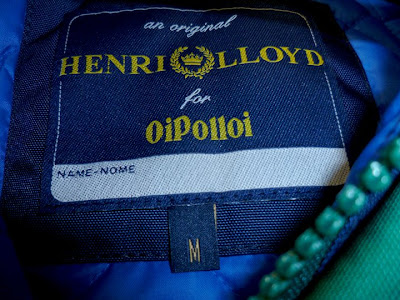 an original
HENRI LLOYD
for
OiPolloi
NAME-NOME
M